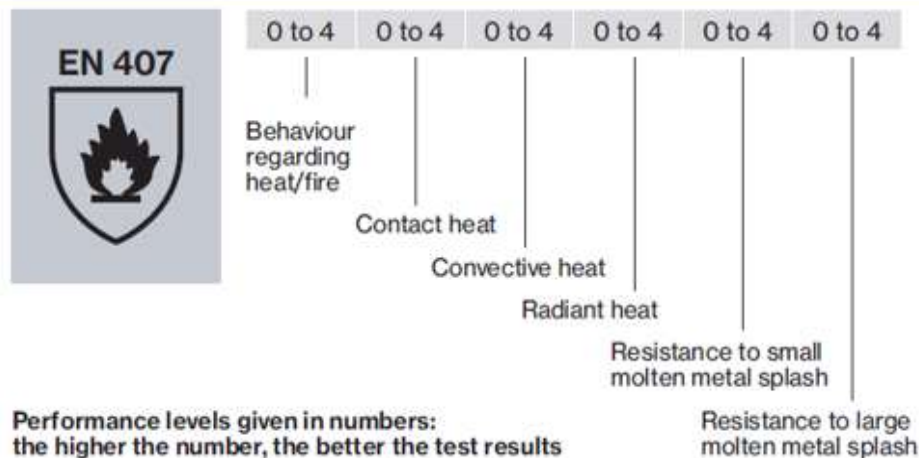 EN 407
0 to 4 0 to 4 0 to 4 0 to 4 0 to 4 0 to 4
Behaviour
regarding
heat/fire
Contact heat
Convective heat
Radiant heat
Resistance to small
molten metal splash
Resistance to large
molten metal splash
Performance levels given in numbers:
the higher the number, the better the test results